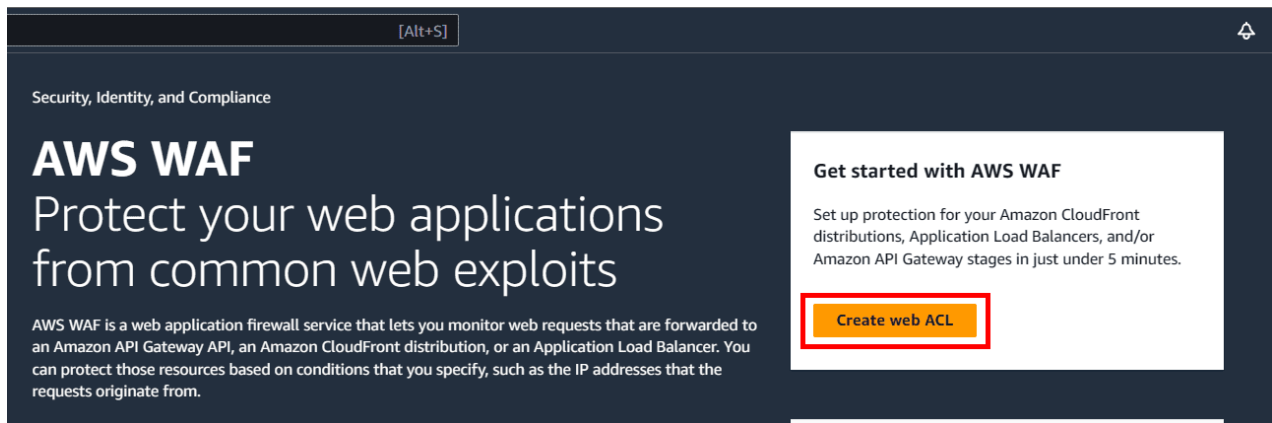 [Alt+S]
Security, Identity, and Compliance
AWS WAF
Protect your web applications
from common web exploits
AWS WAF is a web application firewall service that lets you monitor web requests that are forwarded to
an Amazon API Gateway API, an Amazon CloudFront distribution, or an Application Load Balancer. You
can protect those resources based on conditions that you specify, such as the IP addresses that the
requests originate from.
Get started with AWS WAF
Set up protection for your Amazon CloudFront
distributions, Application Load Balancers, and/or
Amazon API Gateway stages in just under 5 minutes.
Create web ACL